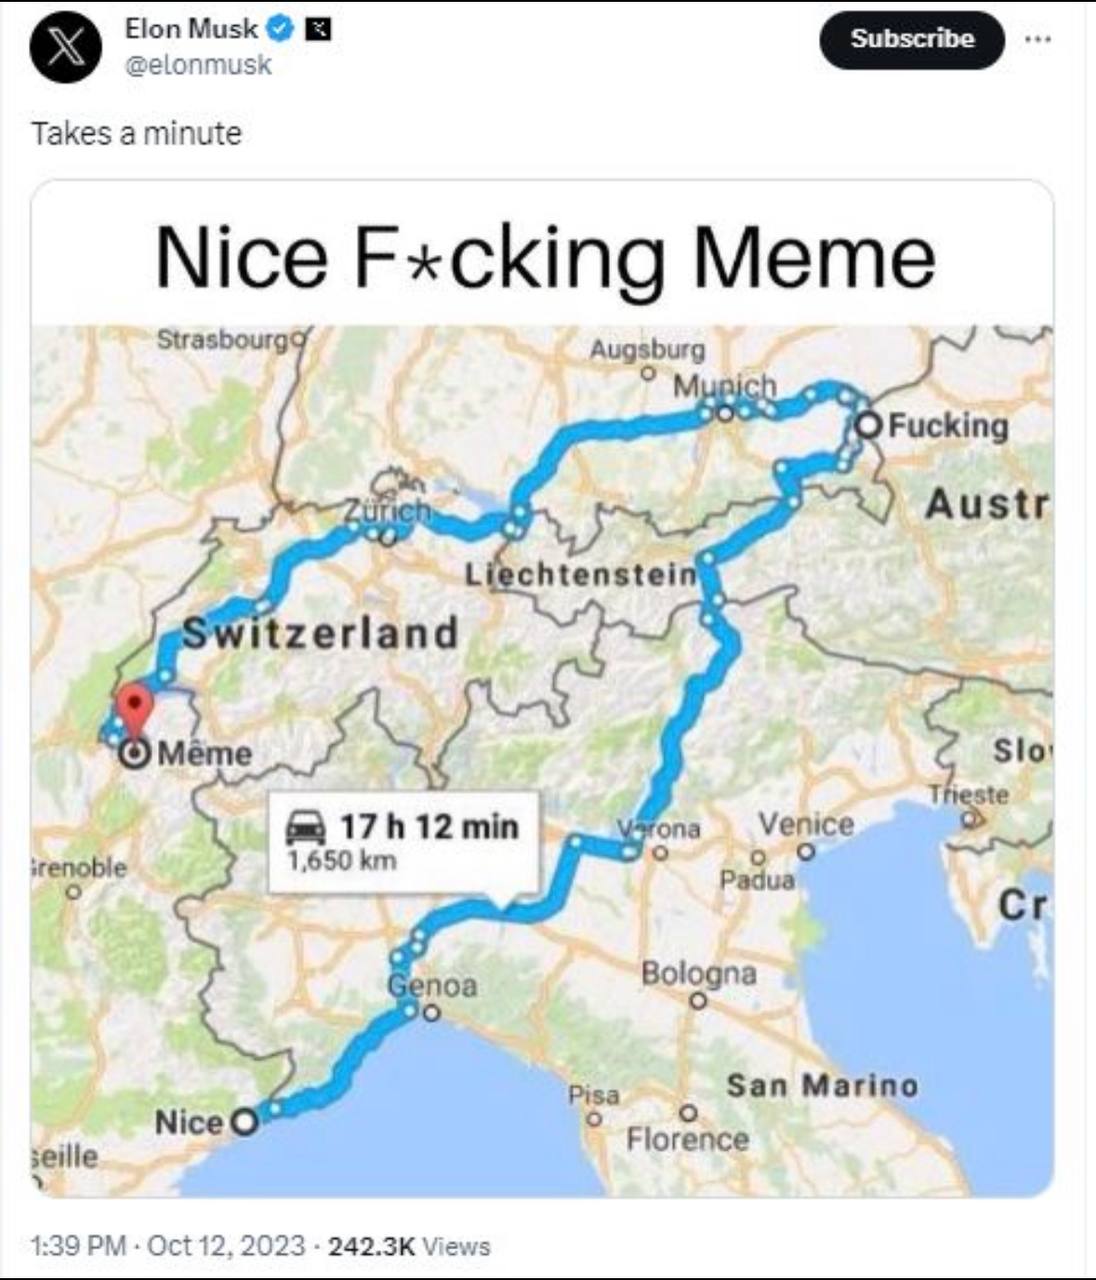 Elon Musk
@elonmusk
Subscribe
Takes a minute
Nice F*cking Meme
Strasbourg
Augsburg
Munich
Fucking
Austr
Zürich
Liechtenstein
Switzerland
Même
Slo
Trieste
17 h 12 min
1,650 km
Verona
Venice
Padua
Grenoble
Cr
Bologna
Genoa
San Marino
Pisa
Nice
Florence
seille
1:39 PM · Oct 12, 2023 · 242.3K Views